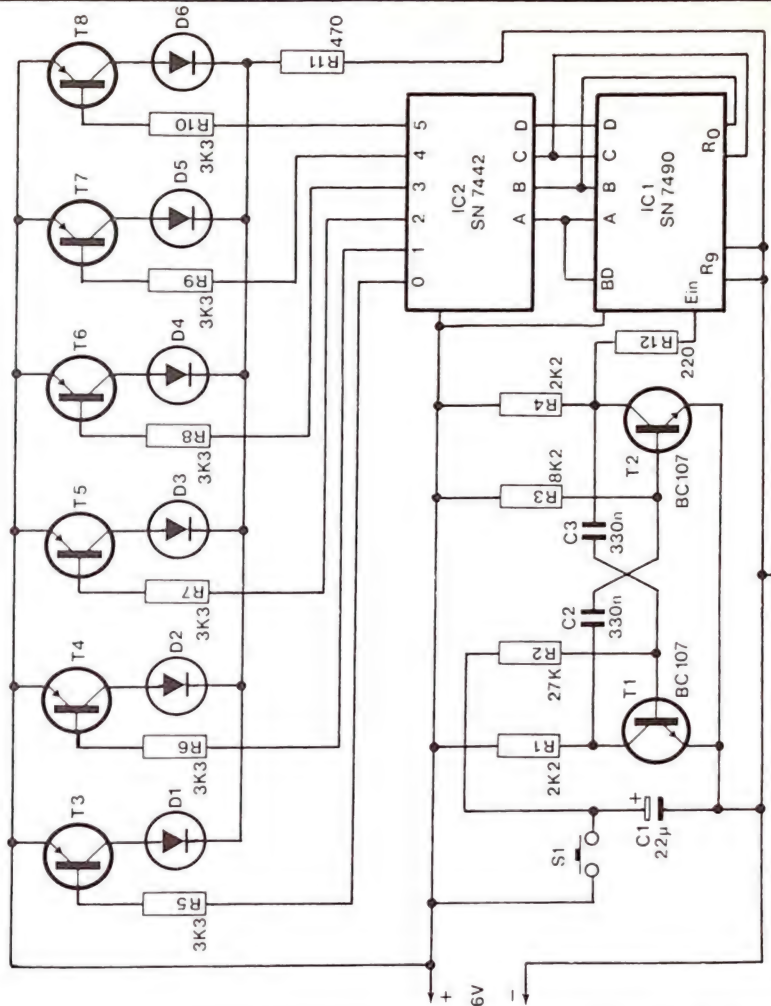 T3
T4
T5
T6
T7
T8
D1
D2
D3
D4
D5
D6
R5
3K3
R6
3K3
R7
3K3
R8
3K3
R9
3K3
R10
3K3
R11
470
0
1
2
3
4
5
IC2
SN 7442
A
B
C
D
BD
A
B
C
D
IC1
SN 7490
Ein
R9
R0
R12
220
R1
2K2
R2
27K
R3
8K2
R4
2K2
C2
330n
C3
330n
T1
BC107
T2
BC107
S1
C1
22µ
+
+
6V
−